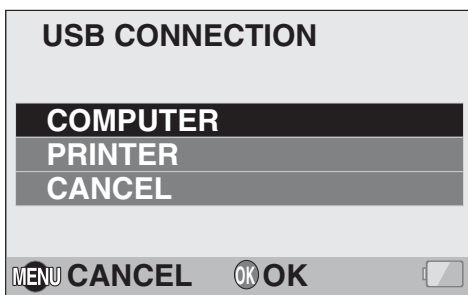 USB CONNECTION
COMPUTER
PRINTER
CANCEL
MENU CANCEL OK OK